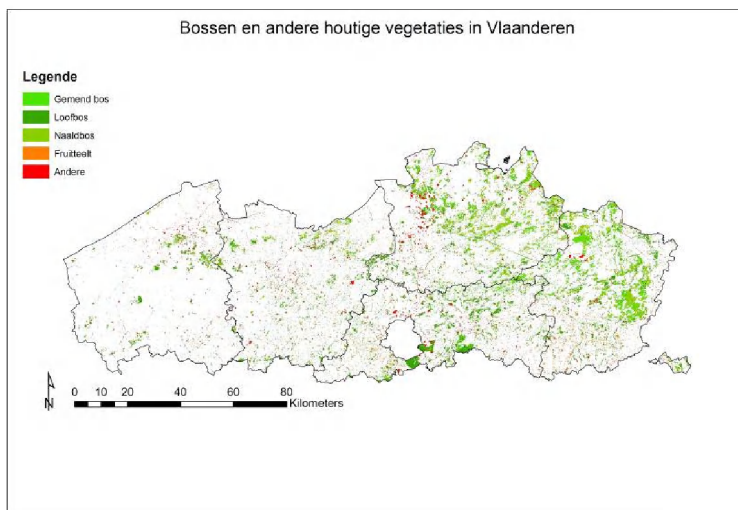 Bossen en andere houtige vegetaties in Vlaanderen
Legende
Gemend bos
Loofbos
Naaldbos
Fruitteelt
Andere
N
0 5 10 20 40 60 80
Kilometers